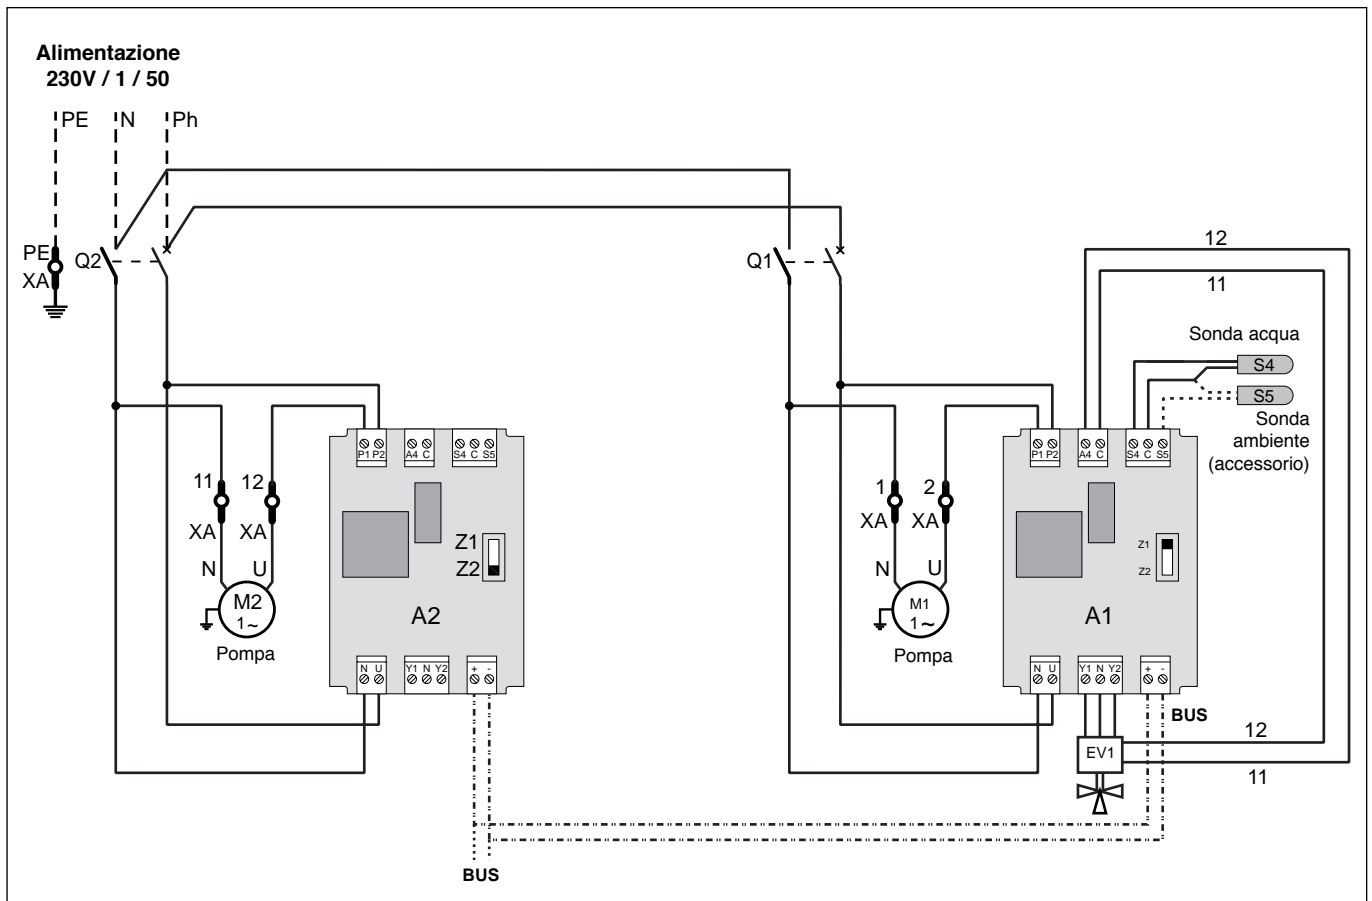 Alimentazione
230V / 1 / 50
PE N Ph
PE
XA
Q2
Q1
12
11
Sonda acqua
S4
S5
Sonda
ambiente
(accessorio)
P1 P2 A4 C S4 C S5
P1 P2 A4 C S4 C S5
11 12
XA XA
1 2
XA XA
Z1
Z2
Z1
Z2
N U
N U
M2
1~
M1
1~
A2
A1
Pompa
Pompa
N U Y1 N Y2 + -
N U Y1 N Y2 + -
BUS
EV1
12
11
BUS